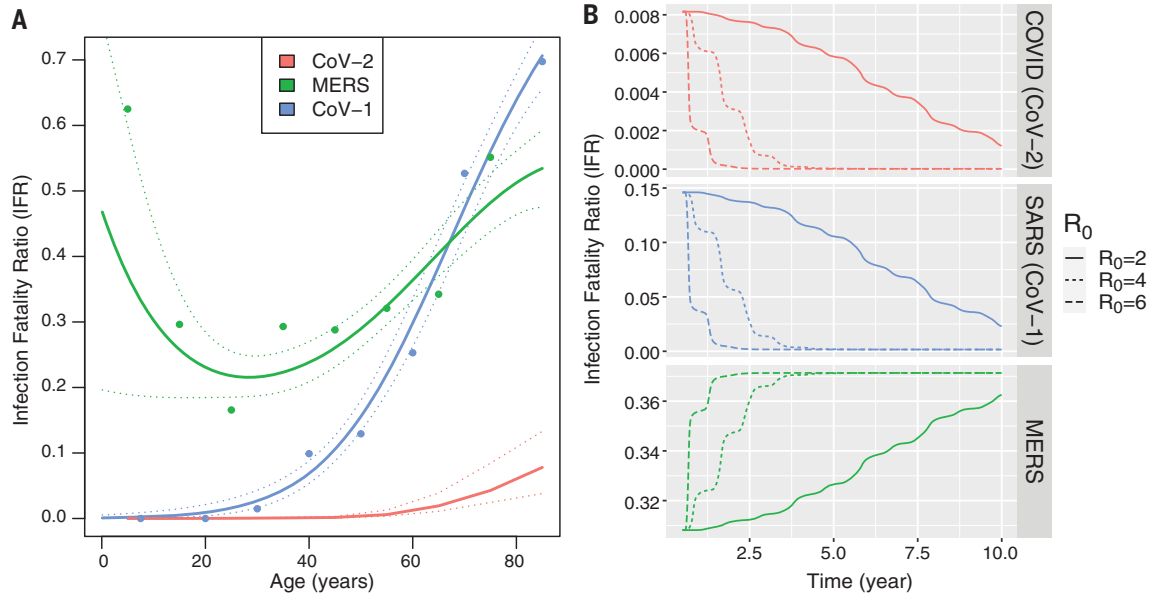 A
Infection Fatality Ratio (IFR)
0.7
0.6
0.5
0.4
0.3
0.2
0.1
0.0
CoV−2
MERS
CoV−1
0
20
40
60
80
Age (years)
B
Infection Fatality Ratio (IFR)
0.008
0.006
0.004
0.002
0.000
COVID (CoV−2)
0.15
0.10
0.05
0.00
SARS (CoV−1)
0.36
0.34
0.32
MERS
2.5
5.0
7.5
10.0
Time (year)
R₀
R₀=2
R₀=4
R₀=6